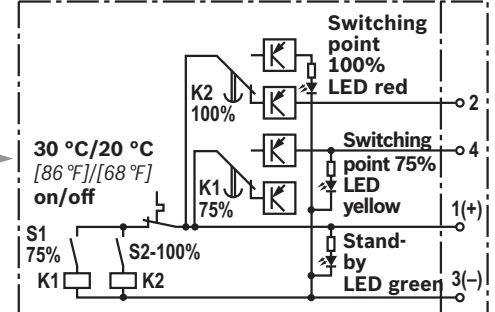 Switching
point
100%
LED red
K2
100%
2
30 °C/20 °C
[86 °F]/[68 °F]
on/off
Switching
point 75%
LED
yellow
4
K1
75%
1(+)
S1
75%
S2-100%
Stand-
by
LED green
K1
K2
3(–)